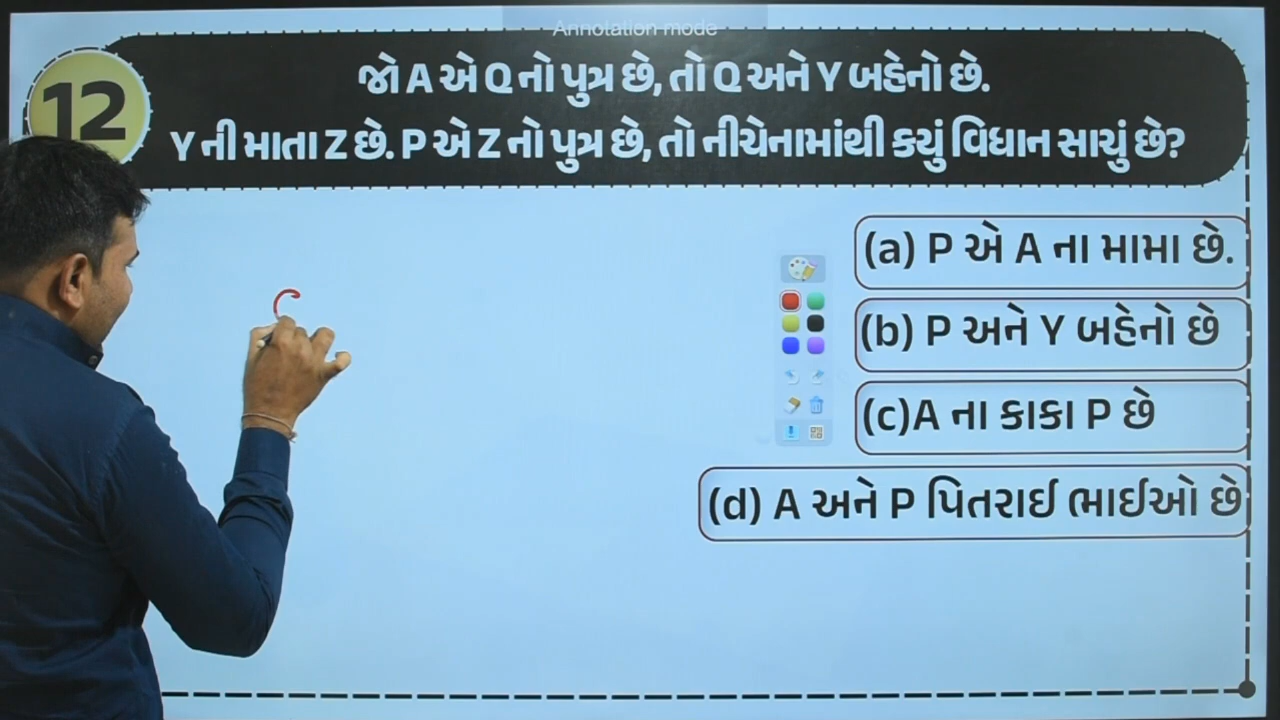 Annotation mode
12
જો A એ Q નો પુત્ર છે, તો Q અને Y બહેનો છે.
Y ની માતા Z છે. P એ Z નો પુત્ર છે, તો નીચેનામાંથી કયું વિધાન સાચું છે?
(a) P એ A ના મામા છે.
(b) P અને Y બહેનો છે
(c)A ના કાકા P છે
(d) A અને P પિતરાઈ ભાઈઓ છે